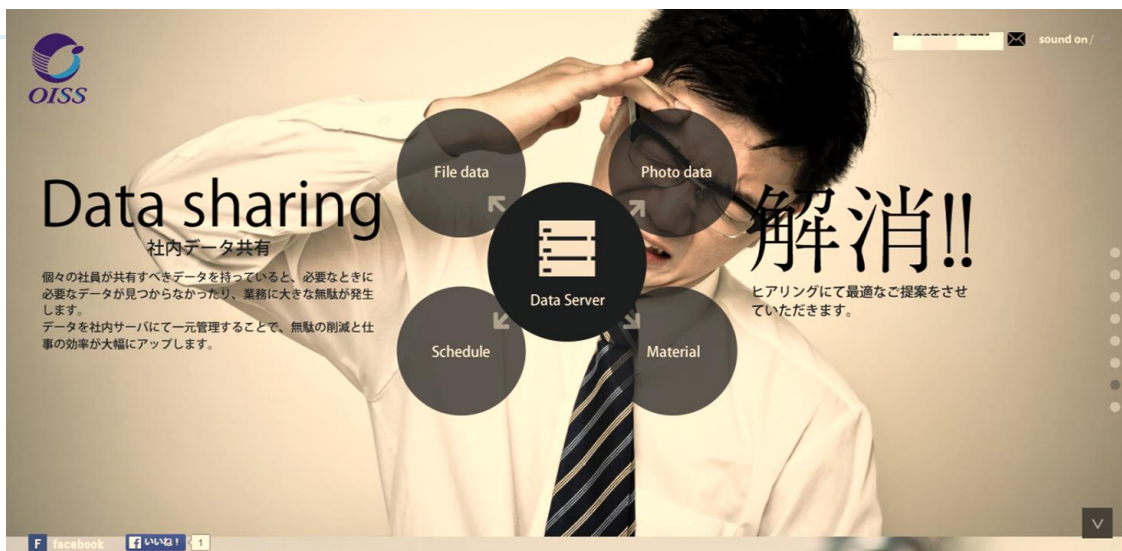 OISS
sound on /
File data
Photo data
Data sharing
社内データ共有
個々の社員が共有すべきデータを持っていると、必要なときに
必要なデータが見つからなかったり、業務に大きな無駄が発生
します。
データを社内サーバにて一元管理することで、無駄の削減と仕
事の効率が大幅にアップします。
Data Server
解消!!
ヒアリングにて最適なご提案をさせ
ていただきます。
Schedule
Material
F facebook
いいね！ 1